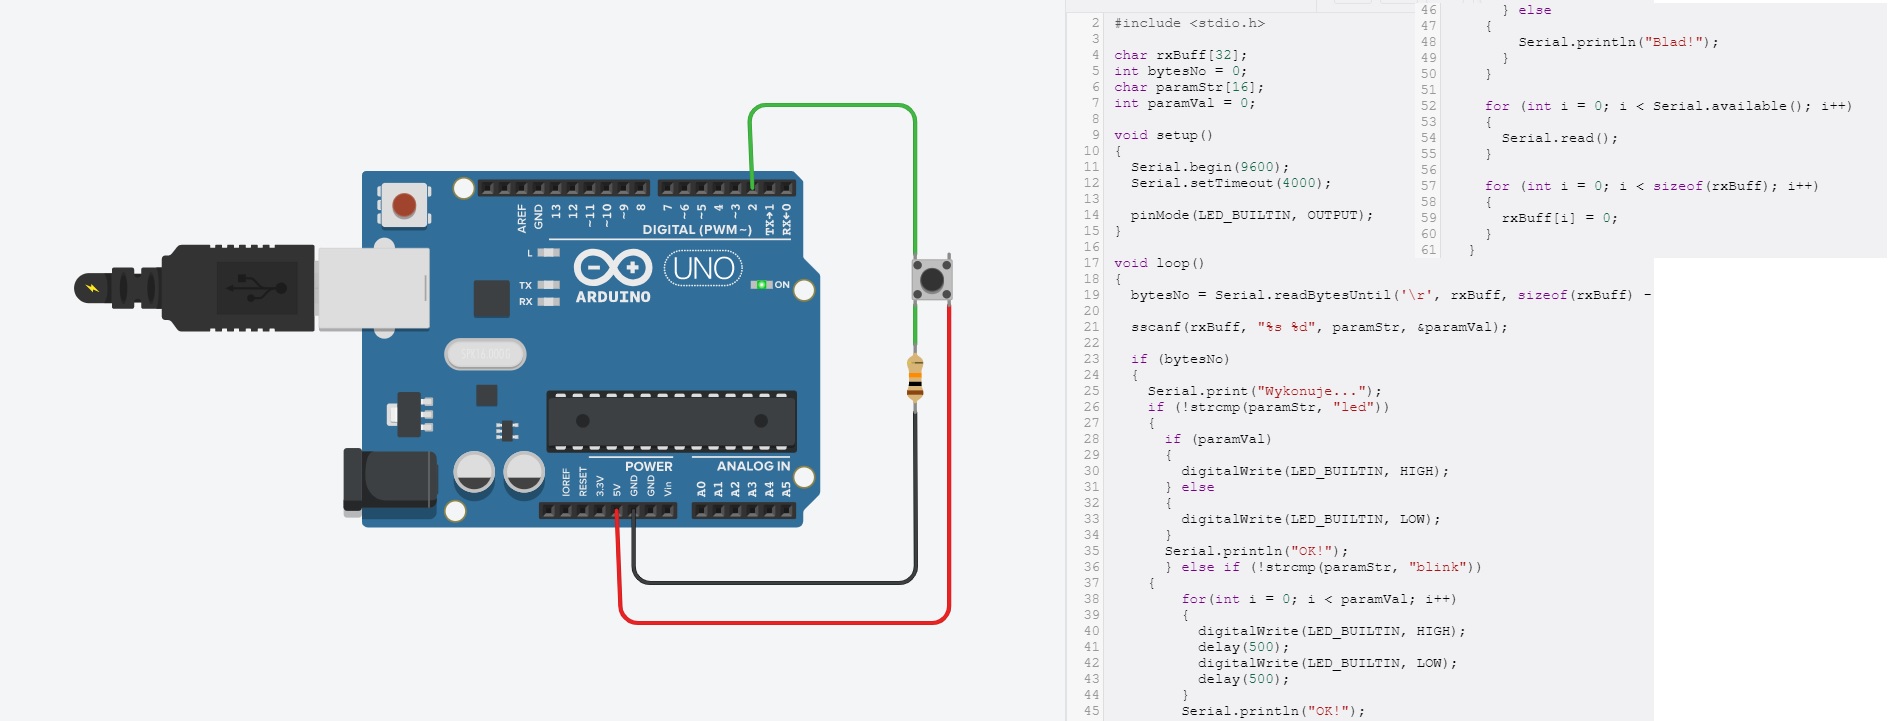 AREF
GND
13
12
~11
~10
~9
8
7
~6
~5
4
~3
2
TX→1
RX←0
DIGITAL (PWM~)
L
TX
RX
UNO
ARDUINO
ON
SPK16.000G
IOREF
RESET
3.3V
5V
GND
GND
Vin
POWER
ANALOG IN
A0
A1
A2
A3
A4
A5
2 #include <stdio.h>
3
4 char rxBuff[32];
5 int bytesNo = 0;
6 char paramStr[16];
7 int paramVal = 0;
8
9 void setup()
10 {
11 Serial.begin(9600);
12 Serial.setTimeout(4000);
13
14 pinMode(LED_BUILTIN, OUTPUT);
15 }
16
17 void loop()
18 {
19 bytesNo = Serial.readBytesUntil('\r', rxBuff, sizeof(rxBuff) -
20
21 sscanf(rxBuff, "%s %d", paramStr, &paramVal);
22
23 if (bytesNo)
24 {
25 Serial.print("Wykonuje...");
26 if (!strcmp(paramStr, "led"))
27 {
28 if (paramVal)
29 {
30 digitalWrite(LED_BUILTIN, HIGH);
31 } else
32 {
33 digitalWrite(LED_BUILTIN, LOW);
34 }
35 Serial.println("OK!");
36 } else if (!strcmp(paramStr, "blink"))
37 {
38 for(int i = 0; i < paramVal; i++)
39 {
40 digitalWrite(LED_BUILTIN, HIGH);
41 delay(500);
42 digitalWrite(LED_BUILTIN, LOW);
43 delay(500);
44 }
45 Serial.println("OK!");
46 } else
47 {
48 Serial.println("Blad!");
49 }
50 }
51
52 for (int i = 0; i < Serial.available(); i++)
53 {
54 Serial.read();
55 }
56
57 for (int i = 0; i < sizeof(rxBuff); i++)
58 {
59 rxBuff[i] = 0;
60 }
61 }